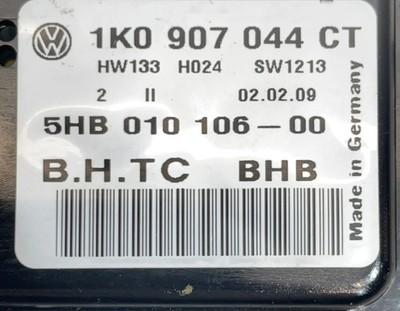 1K0 907 044 CT
HW133 H024 SW1213
2 II 02.02.09
5HB 010 106-00
B.H.TC BHB
Made in Germany